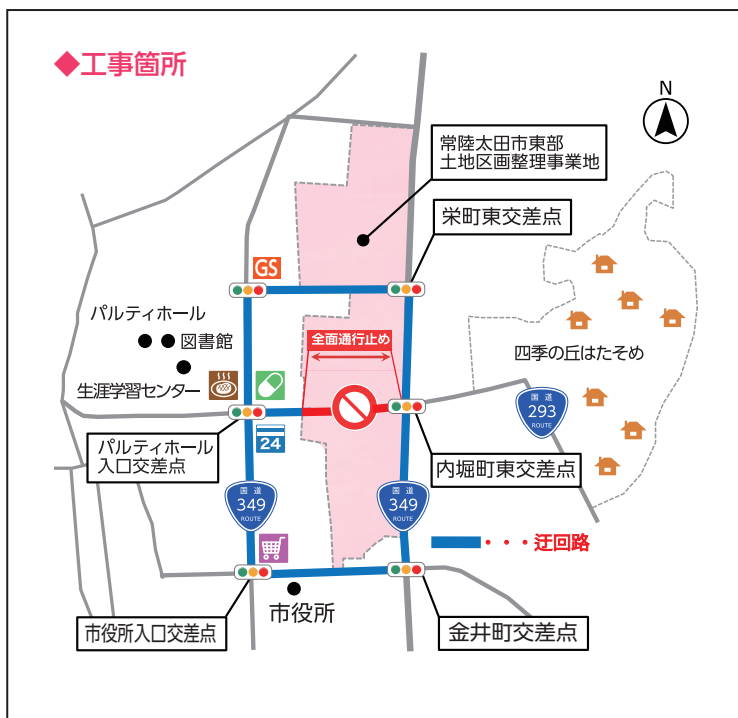 ◆工事箇所
N
常陸太田市東部
土地区画整理事業地
栄町東交差点
GS
パルティホール
図書館
生涯学習センター
全面通行止め
四季の丘はたそめ
国道
293
ROUTE
パルティホール
入口交差点
24
内堀町東交差点
国道
349
ROUTE
国道
349
ROUTE
・・・迂回路
市役所
市役所入口交差点
金井町交差点